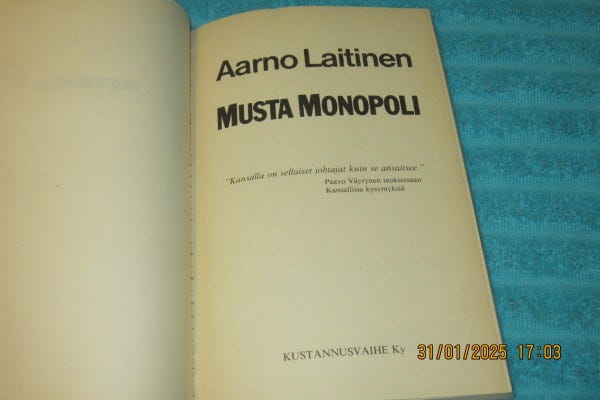 Aarno Laitinen
MUSTA MONOPOLI
"Kansalla on sellaiset johtajat kuin se ansaitsee."
Paavo Väyrynen teoksessaan
Kansallisia kysymyksiä
KUSTANNUSVAIHE Ky
31/01/2025 17:03